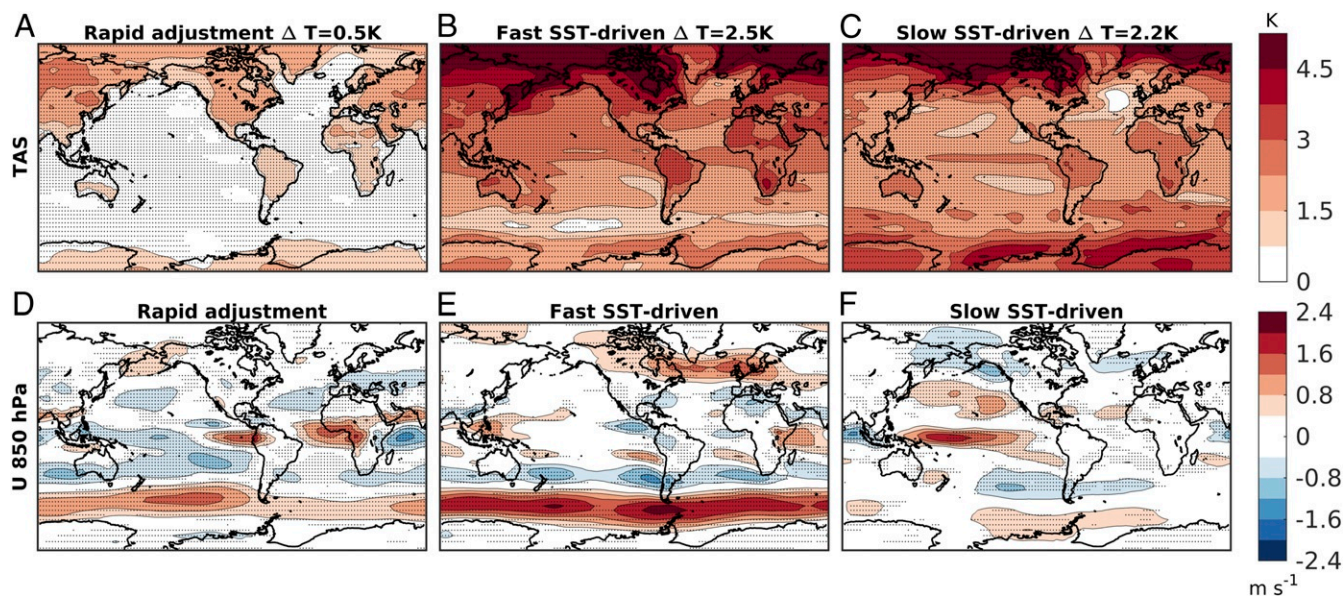 A Rapid adjustment Δ T=0.5K
B Fast SST-driven Δ T=2.5K
C Slow SST-driven Δ T=2.2K
K
TAS
4.5
3
1.5
0
D Rapid adjustment
E Fast SST-driven
F Slow SST-driven
U 850 hPa
2.4
1.6
0.8
0
-0.8
-1.6
-2.4
m s⁻¹